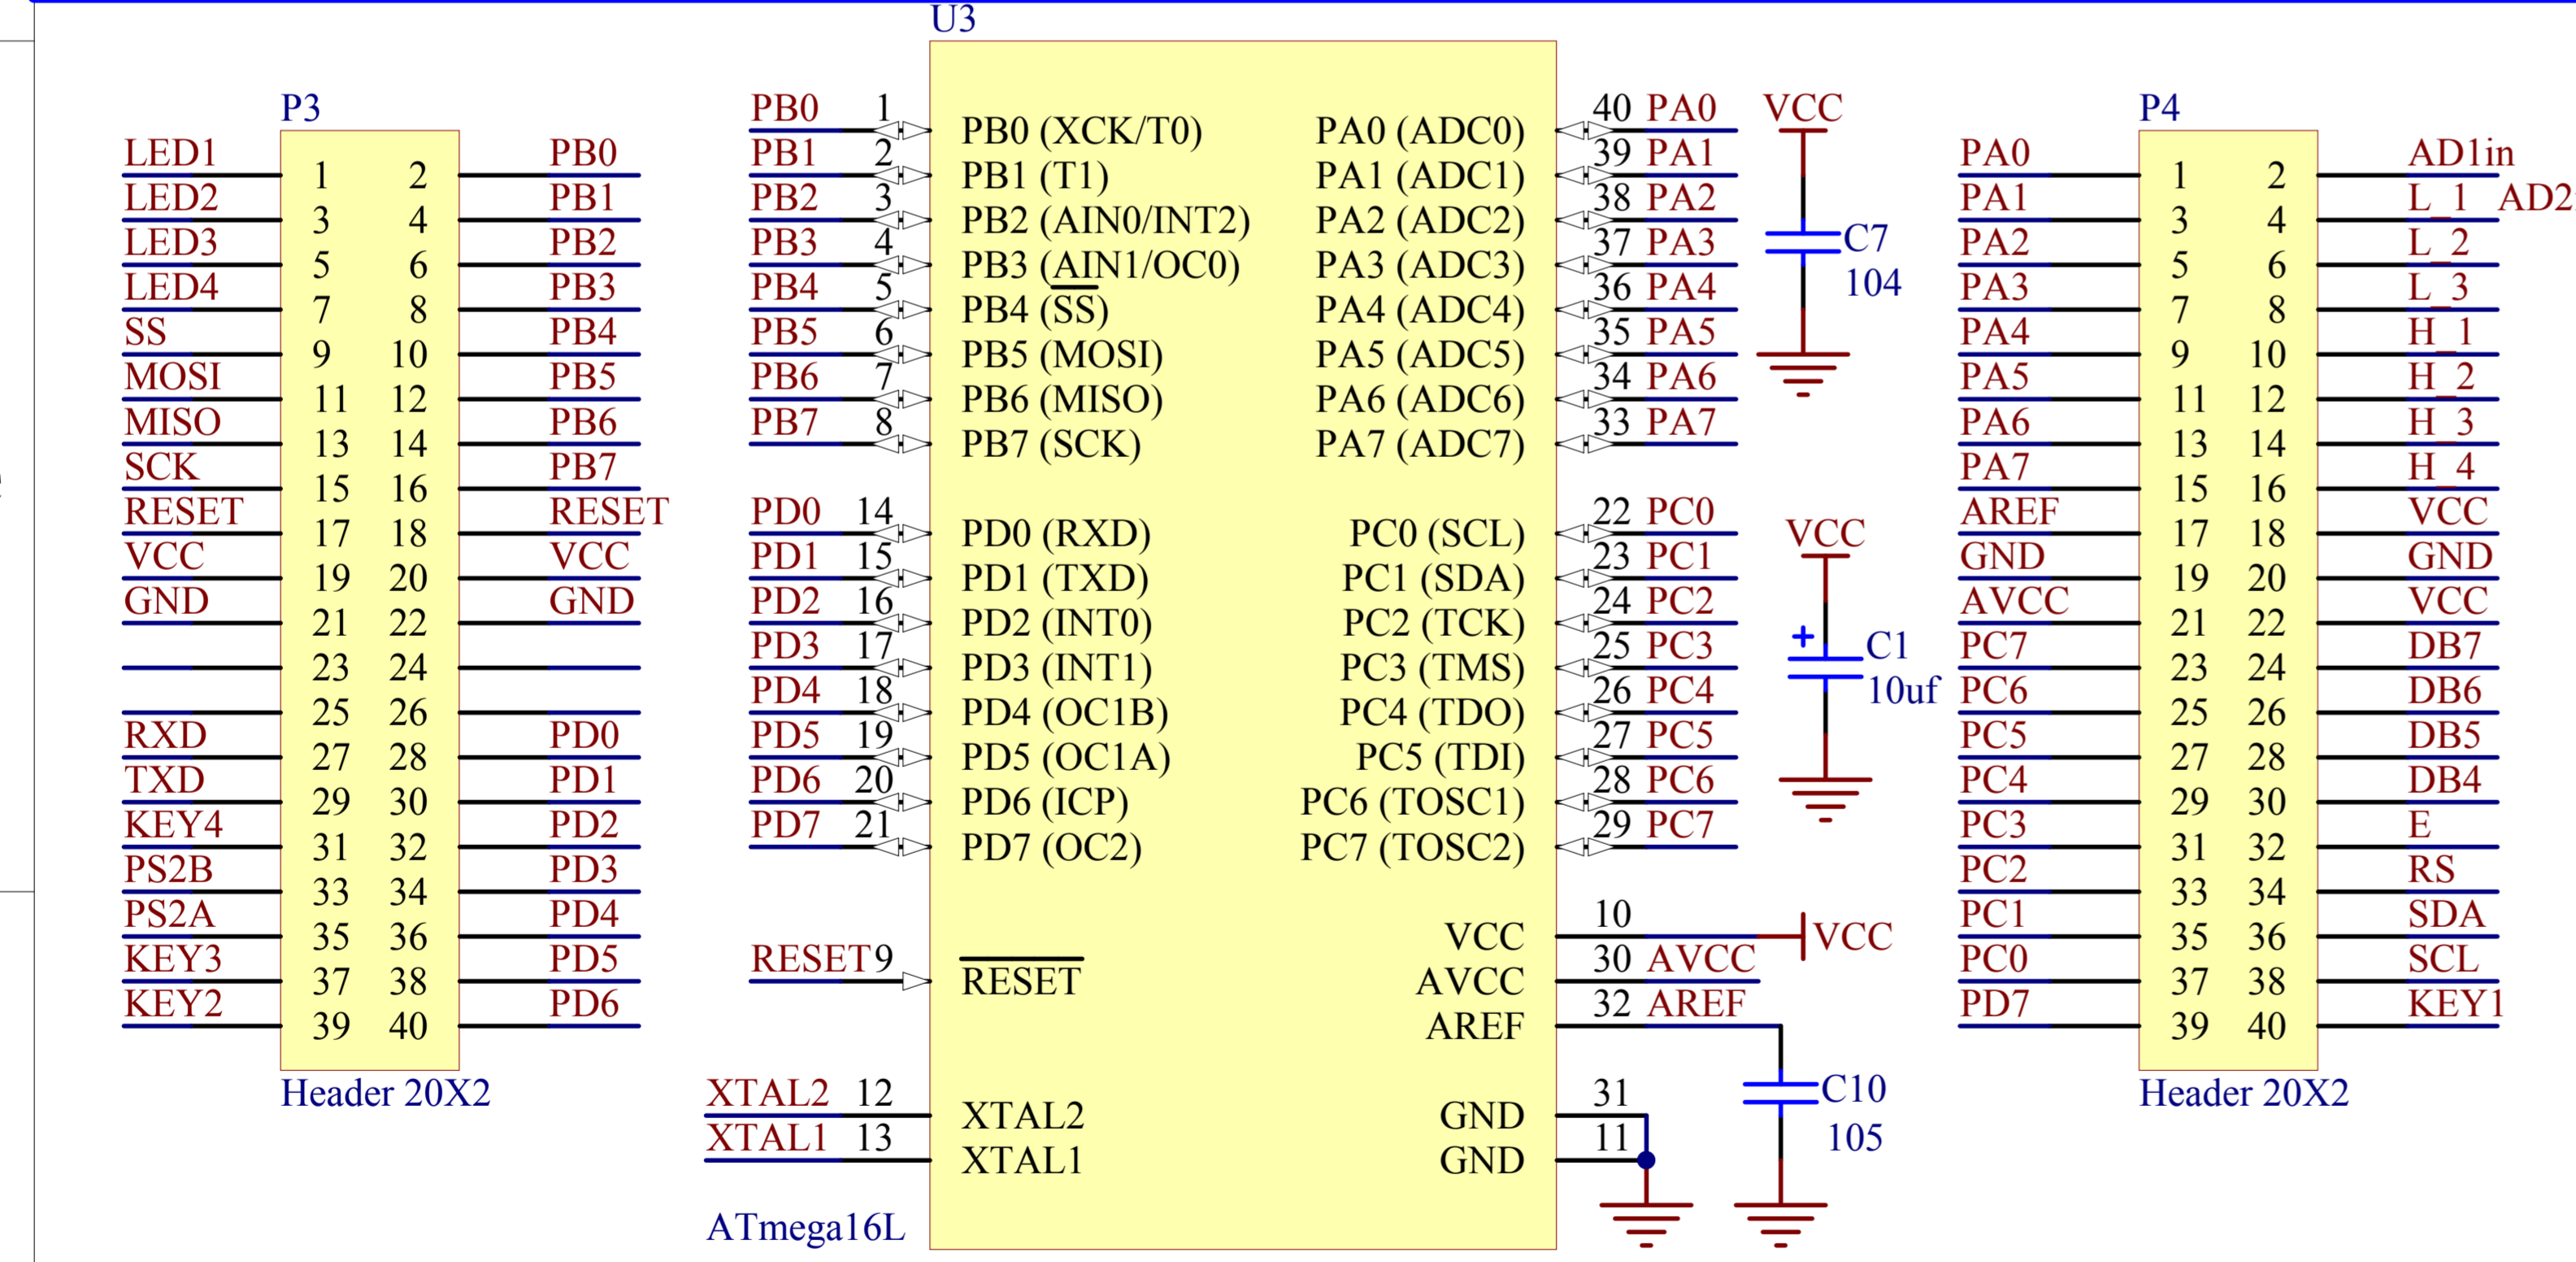 U3
P3
LED1 1 2 PB0
LED2 3 4 PB1
LED3 5 6 PB2
LED4 7 8 PB3
SS 9 10 PB4
MOSI 11 12 PB5
MISO 13 14 PB6
SCK 15 16 PB7
RESET 17 18 RESET
VCC 19 20 VCC
GND 21 22 GND
23 24
25 26
RXD 27 28 PD0
TXD 29 30 PD1
KEY4 31 32 PD2
PS2B 33 34 PD3
PS2A 35 36 PD4
KEY3 37 38 PD5
KEY2 39 40 PD6
Header 20X2
PB0 1 PB0 (XCK/T0) PA0 (ADC0) 40 PA0
PB1 2 PB1 (T1) PA1 (ADC1) 39 PA1
PB2 3 PB2 (AIN0/INT2) PA2 (ADC2) 38 PA2
PB3 4 PB3 (AIN1/OC0) PA3 (ADC3) 37 PA3
PB4 5 PB4 (SS) PA4 (ADC4) 36 PA4
PB5 6 PB5 (MOSI) PA5 (ADC5) 35 PA5
PB6 7 PB6 (MISO) PA6 (ADC6) 34 PA6
PB7 8 PB7 (SCK) PA7 (ADC7) 33 PA7
PD0 14 PD0 (RXD) PC0 (SCL) 22 PC0
PD1 15 PD1 (TXD) PC1 (SDA) 23 PC1
PD2 16 PD2 (INT0) PC2 (TCK) 24 PC2
PD3 17 PD3 (INT1) PC3 (TMS) 25 PC3
PD4 18 PD4 (OC1B) PC4 (TDO) 26 PC4
PD5 19 PD5 (OC1A) PC5 (TDI) 27 PC5
PD6 20 PD6 (ICP) PC6 (TOSC1) 28 PC6
PD7 21 PD7 (OC2) PC7 (TOSC2) 29 PC7
VCC 10 VCC
RESET 9 RESET AVCC 30 AVCC
AREF 32 AREF
XTAL2 12 XTAL2 GND 31
XTAL1 13 XTAL1 GND 11
ATmega16L
VCC
C7
104
VCC
+ C1
10uf
C10
105
P4
PA0 1 2 AD1in
PA1 3 4 L_1 AD2
PA2 5 6 L_2
PA3 7 8 L_3
PA4 9 10 H_1
PA5 11 12 H_2
PA6 13 14 H_3
PA7 15 16 H_4
AREF 17 18 VCC
GND 19 20 GND
AVCC 21 22 VCC
PC7 23 24 DB7
PC6 25 26 DB6
PC5 27 28 DB5
PC4 29 30 DB4
PC3 31 32 E
PC2 33 34 RS
PC1 35 36 SDA
PC0 37 38 SCL
PD7 39 40 KEY1
Header 20X2